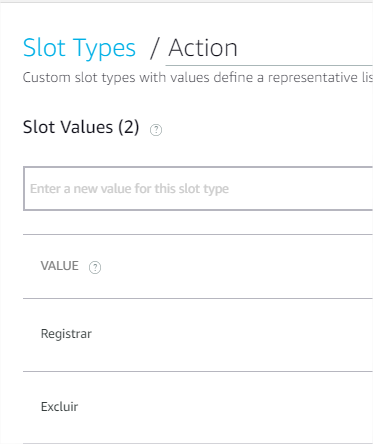 Slot Types / Action
Custom slot types with values define a representative lis
Slot Values (2) ?
Enter a new value for this slot type
VALUE ?
Registrar
Excluir